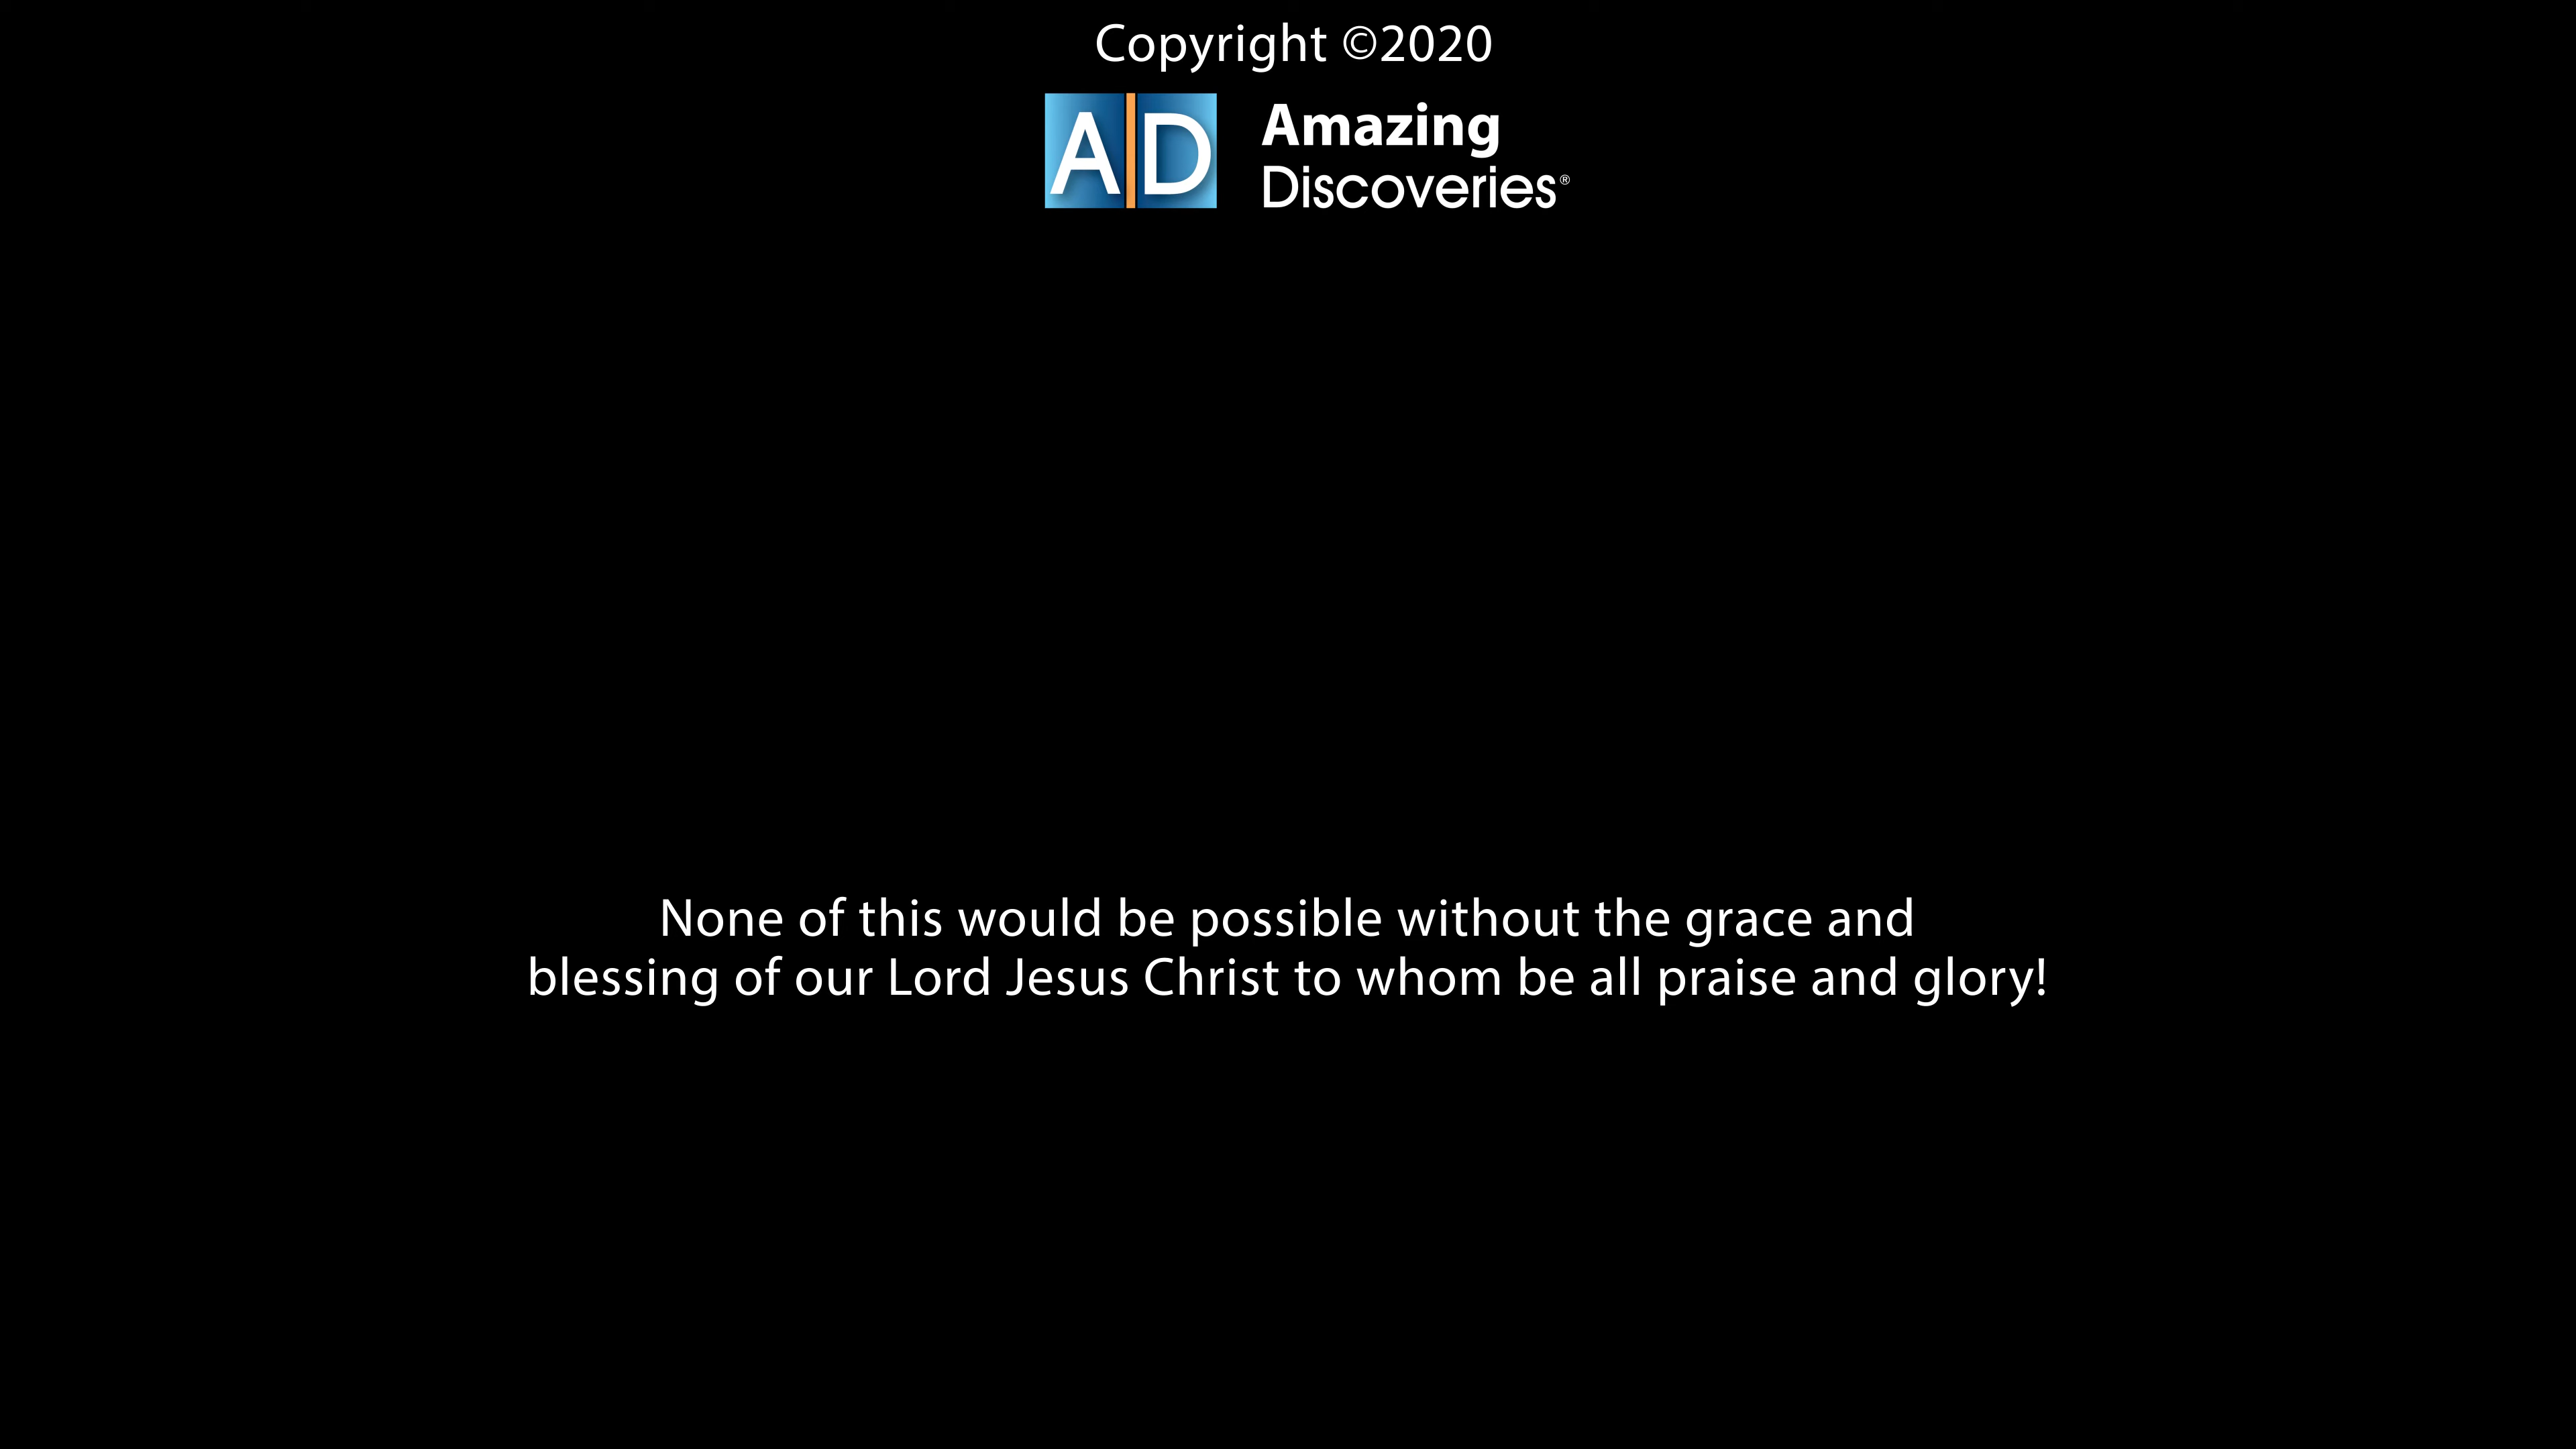 Copyright ©2020
A|D
Amazing
Discoveries®
None of this would be possible without the grace and
blessing of our Lord Jesus Christ to whom be all praise and glory!